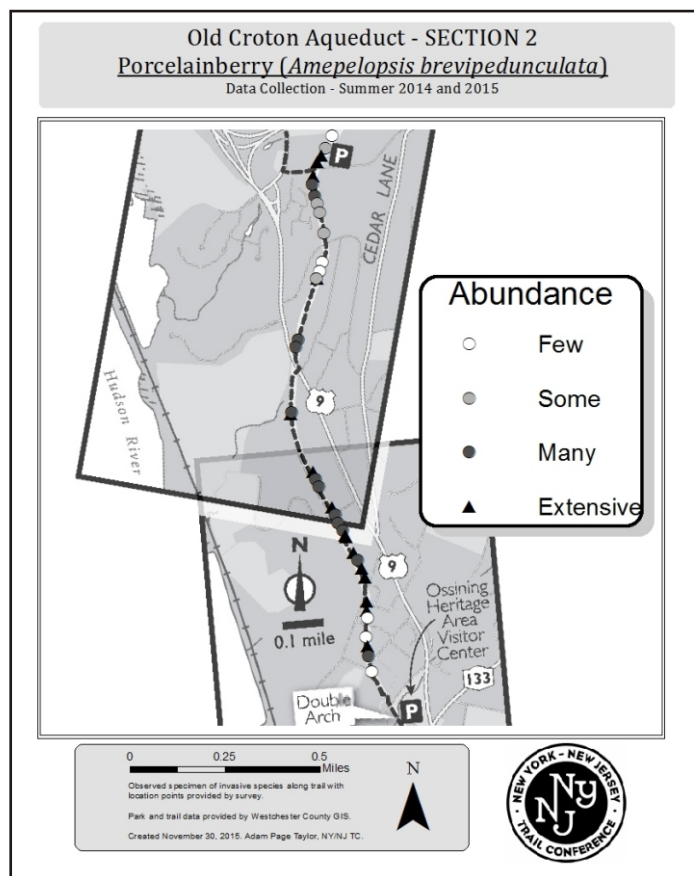 Old Croton Aqueduct - SECTION 2
Porcelainberry (Amepelopsis brevipedunculata)
Data Collection - Summer 2014 and 2015
P
CEDAR LANE
Hudson River
9
Abundance
Few
Some
Many
Extensive
N
0.1 mile
9
Ossining
Heritage
Area
Visitor
Center
133
Double
Arch
P
0 0.25 0.5
Miles
Observed specimen of invasive species along trail with
location points provided by survey.
Park and trail data provided by Westchester County GIS.
Created November 30, 2015. Adam Page Taylor, NY/NJ TC.
N
NEW YORK - NEW JERSEY
NY
NJ
TRAIL CONFERENCE